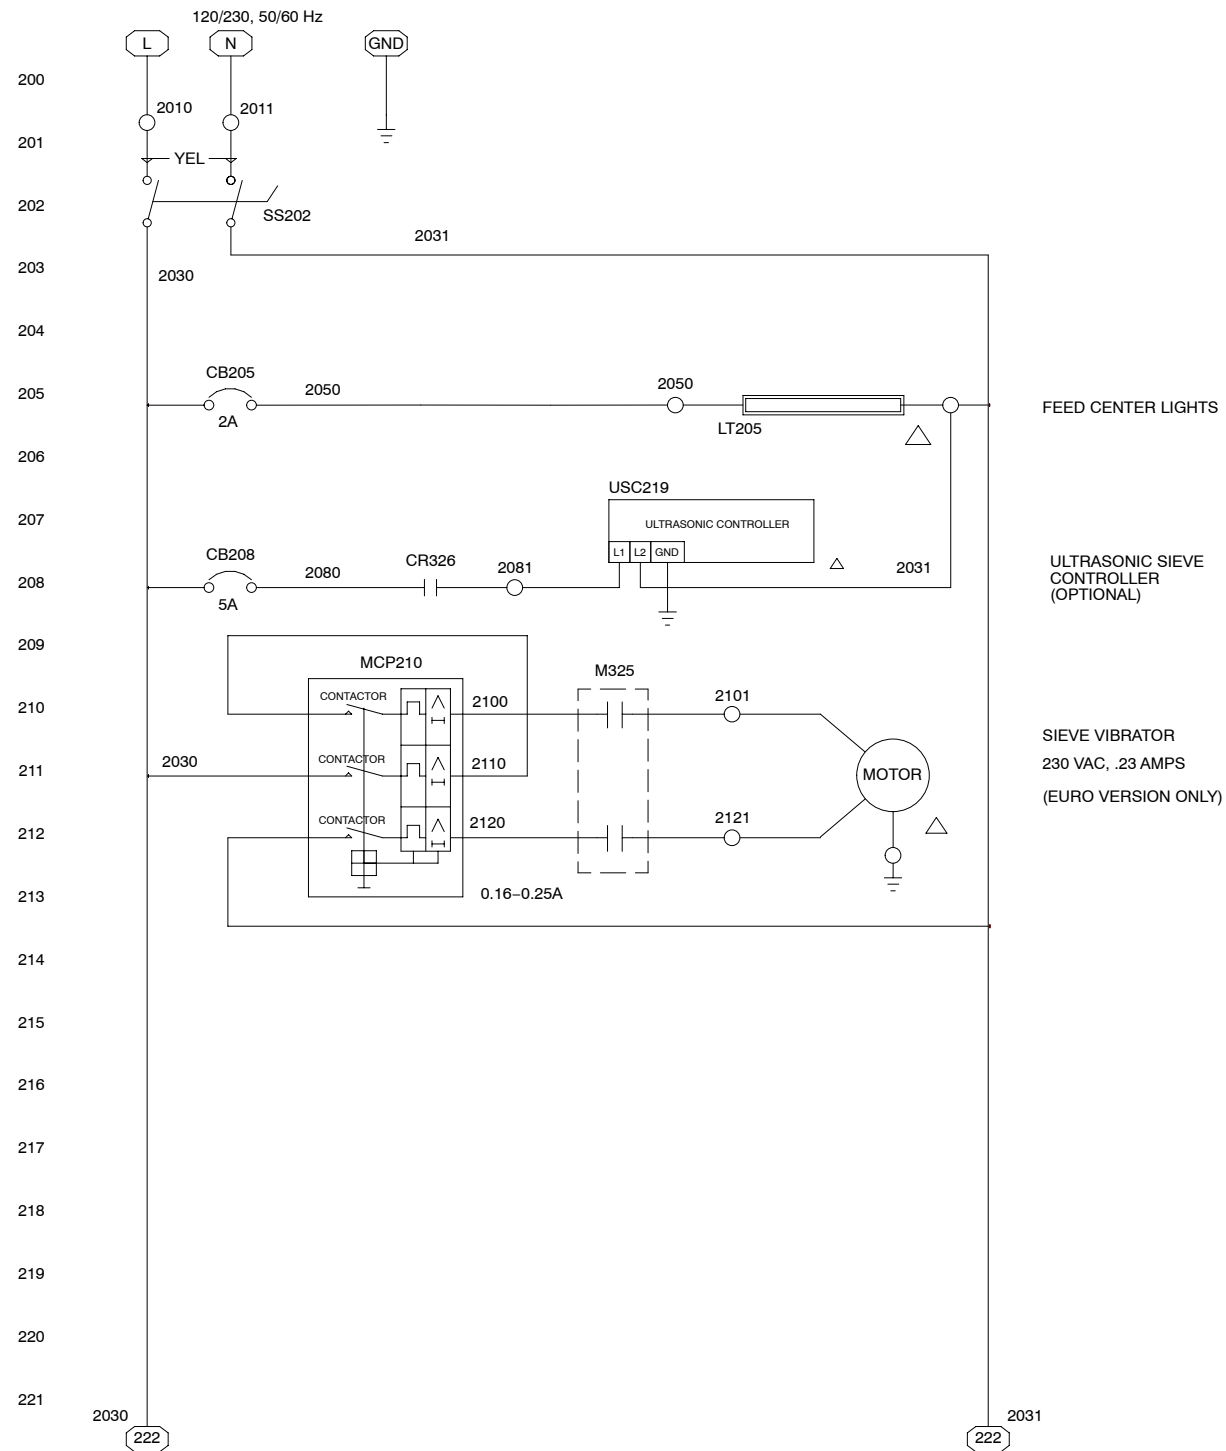 120/230, 50/60 Hz
L N GND
200
2010 2011
201
YEL
202
SS202
2031
203
2030
204
CB205
205
2050 2050
FEED CENTER LIGHTS
2A
LT205
206
USC219
207
ULTRASONIC CONTROLLER
L1 L2 GND
CB208
CR326
2081
2031
ULTRASONIC SIEVE
CONTROLLER
(OPTIONAL)
208
2080
5A
209
MCP210
M325
CONTACTOR
2100
2101
210
SIEVE VIBRATOR
230 VAC, .23 AMPS
(EURO VERSION ONLY)
2030
CONTACTOR
2110
211
MOTOR
CONTACTOR
2120
2121
212
213
0.16–0.25A
214
215
216
217
218
219
220
221
2030
2031
222
222